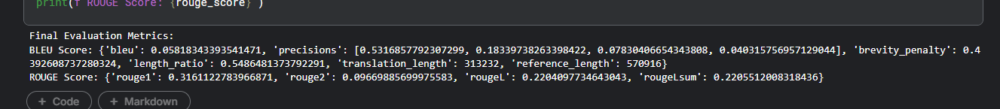 print(f"ROUGE Score: {rouge_score}")
Final Evaluation Metrics:
BLEU Score: {'bleu': 0.05818343393541471, 'precisions': [0.5316857792307299, 0.18339738263398422, 0.07830406654343808, 0.040315756957129044], 'brevity_penalty': 0.4
392608737280324, 'length_ratio': 0.5486481373792291, 'translation_length': 313232, 'reference_length': 570916}
ROUGE Score: {'rouge1': 0.3161122783966871, 'rouge2': 0.09669885699975583, 'rougeL': 0.2204097734643043, 'rougeLsum': 0.2205512008318436}
+ Code + Markdown